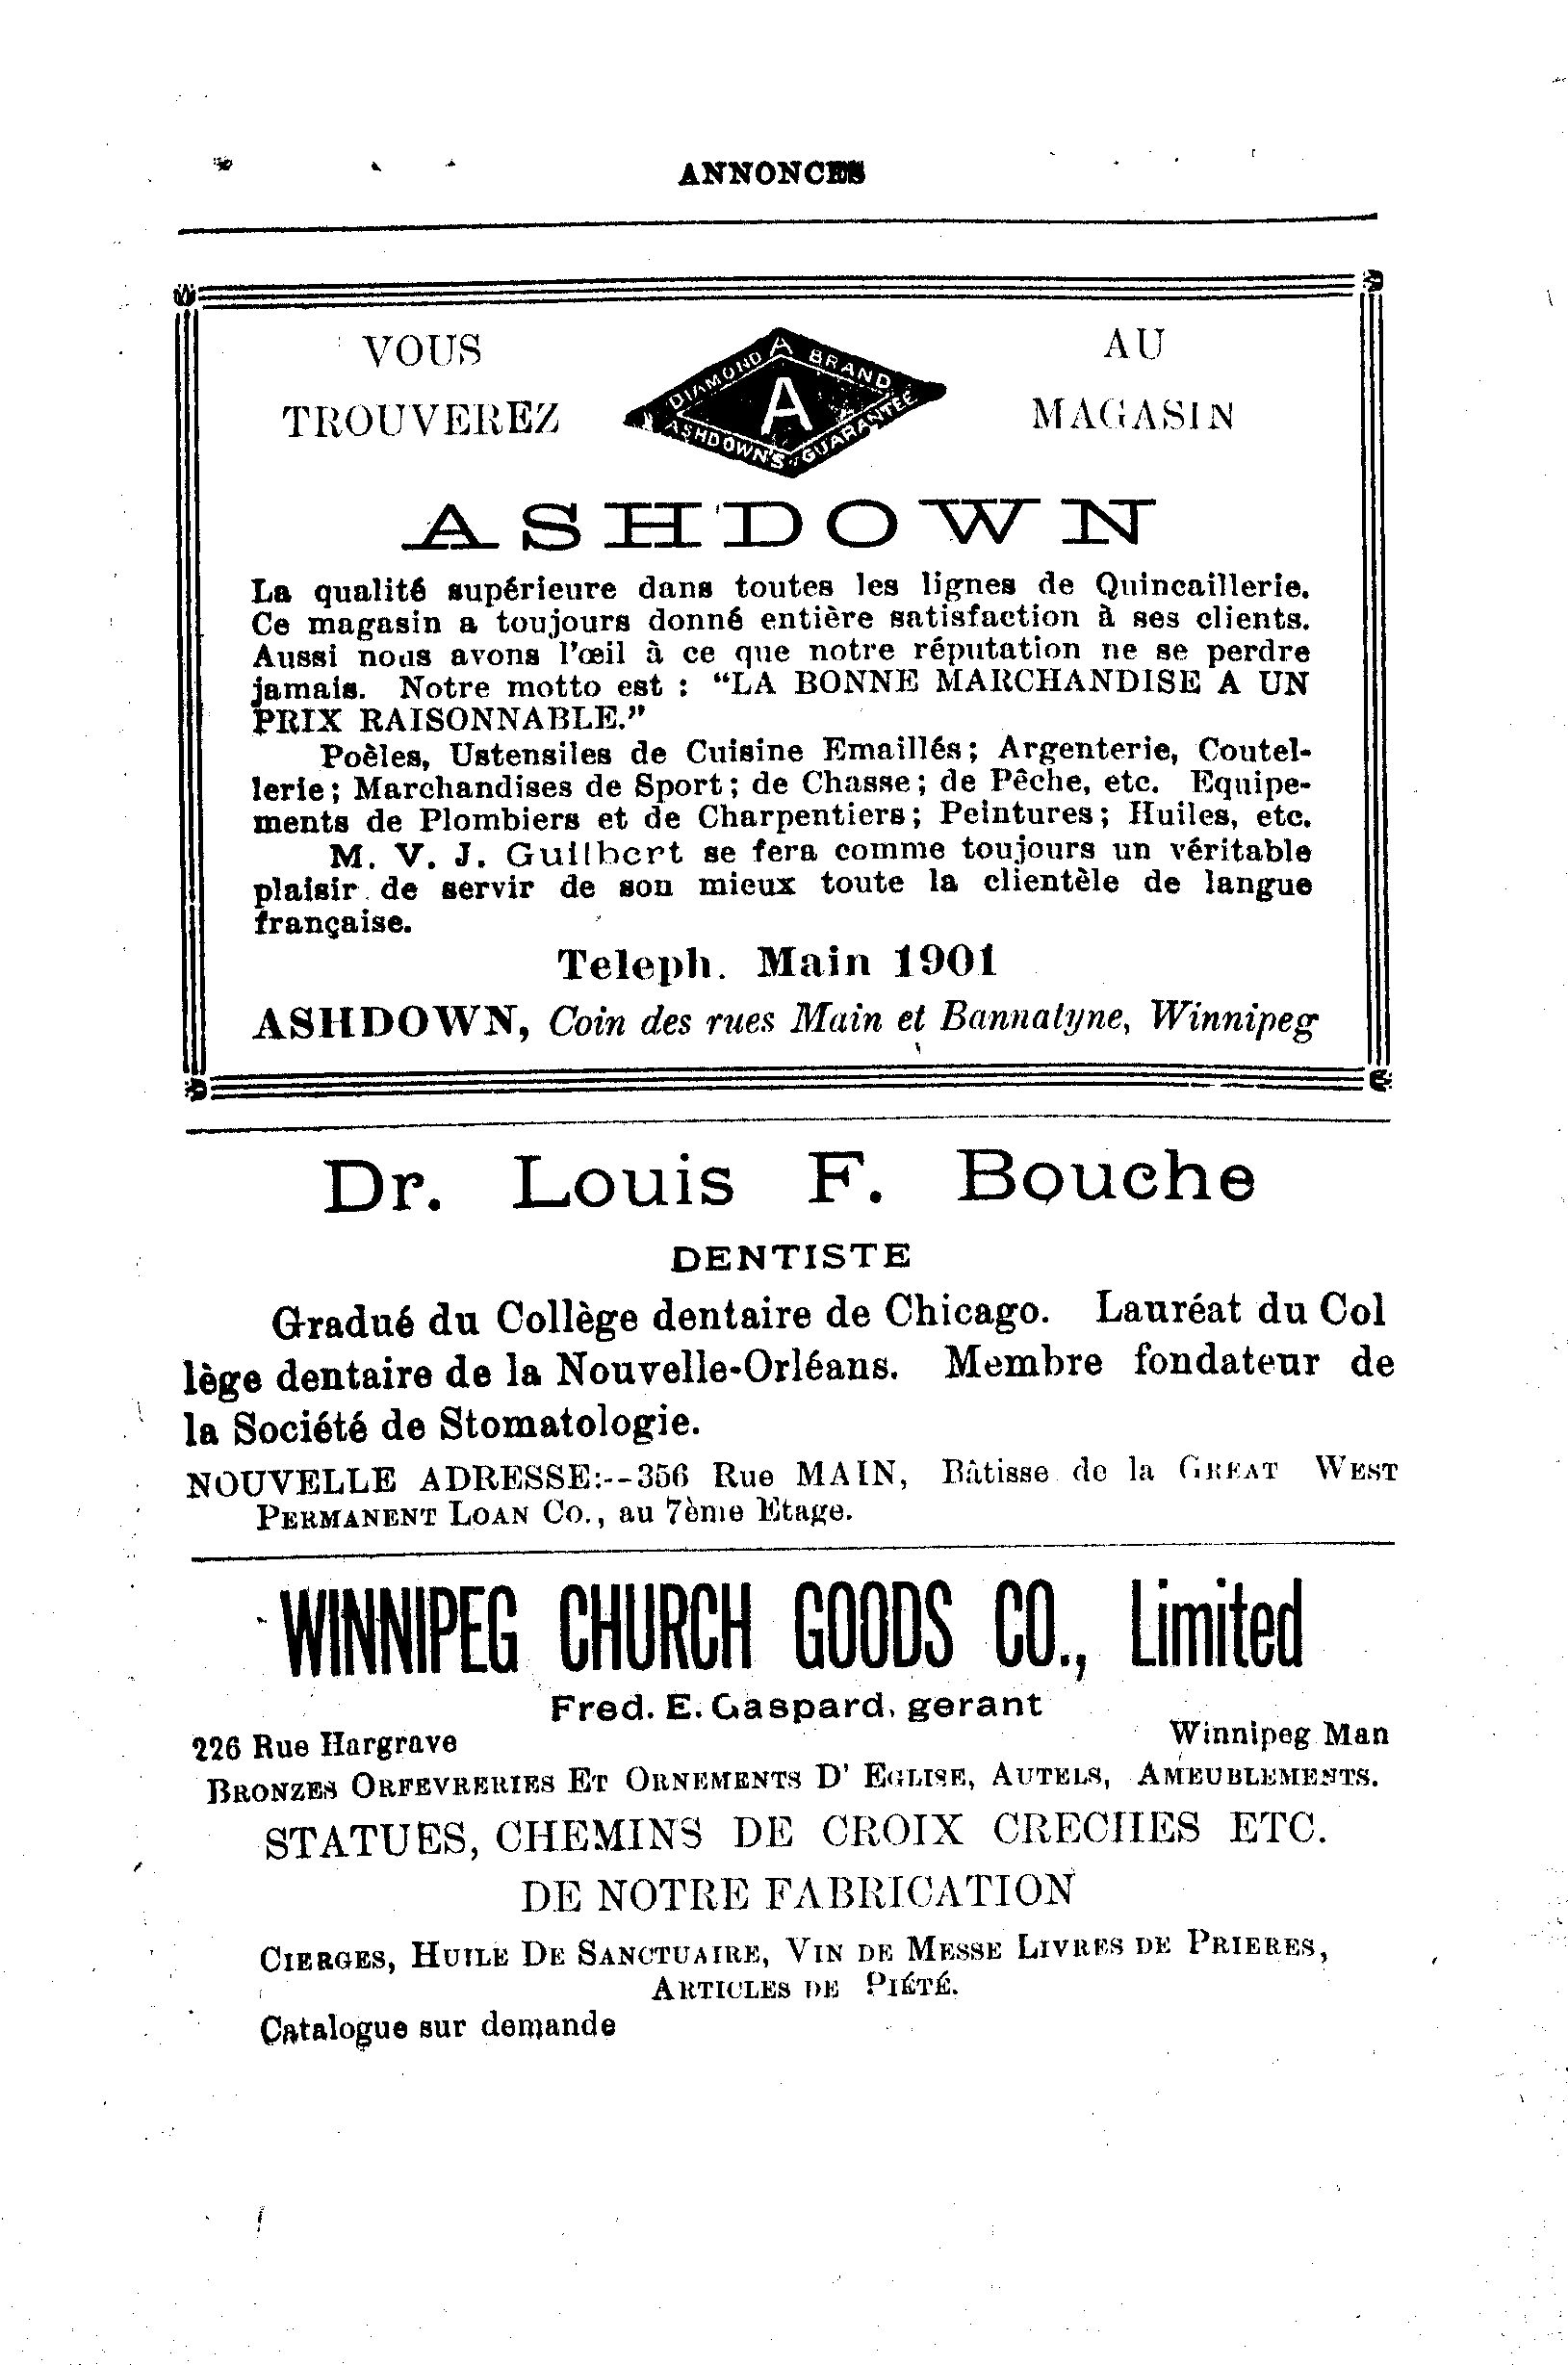 ANNONCES
VOUS
TROUVEREZ
DIAMOND A BRAND
A
ASHDOWN'S GUARANTEE
AU
MAGASIN
ASHDOWN
La qualité supérieure dans toutes les lignes de Quincaillerie.
Ce magasin a toujours donné entière satisfaction à ses clients.
Aussi nous avons l'œil à ce que notre réputation ne se perdre
jamais. Notre motto est : "LA BONNE MARCHANDISE A UN
PRIX RAISONNABLE."
Poèles, Ustensiles de Cuisine Emaillés; Argenterie, Coutel-
lerie; Marchandises de Sport; de Chasse; de Pêche, etc. Equipe-
ments de Plombiers et de Charpentiers; Peintures; Huiles, etc.
M. V. J. Guilbert se fera comme toujours un véritable
plaisir de servir de son mieux toute la clientèle de langue
française.
Teleph. Main 1901
ASHDOWN, Coin des rues Main et Bannatyne, Winnipeg
Dr. Louis F. Bouche
DENTISTE
Gradué du Collège dentaire de Chicago. Lauréat du Col
lège dentaire de la Nouvelle-Orléans. Membre fondateur de
la Société de Stomatologie.
NOUVELLE ADRESSE:--356 Rue MAIN, Bâtisse de la GREAT WEST
PERMANENT LOAN CO., au 7ème Etage.
WINNIPEG CHURCH GOODS CO., Limited
Fred. E. Gaspard, gerant
226 Rue Hargrave Winnipeg Man
BRONZES ORFEVRERIES ET ORNEMENTS D' EGLISE, AUTELS, AMEUBLEMENTS.
STATUES, CHEMINS DE CROIX CRECHES ETC.
DE NOTRE FABRICATION
CIERGES, HUILE DE SANCTUAIRE, VIN DE MESSE LIVRES DE PRIERES,
ARTICLES DE PIÉTÉ.
Catalogue sur demande